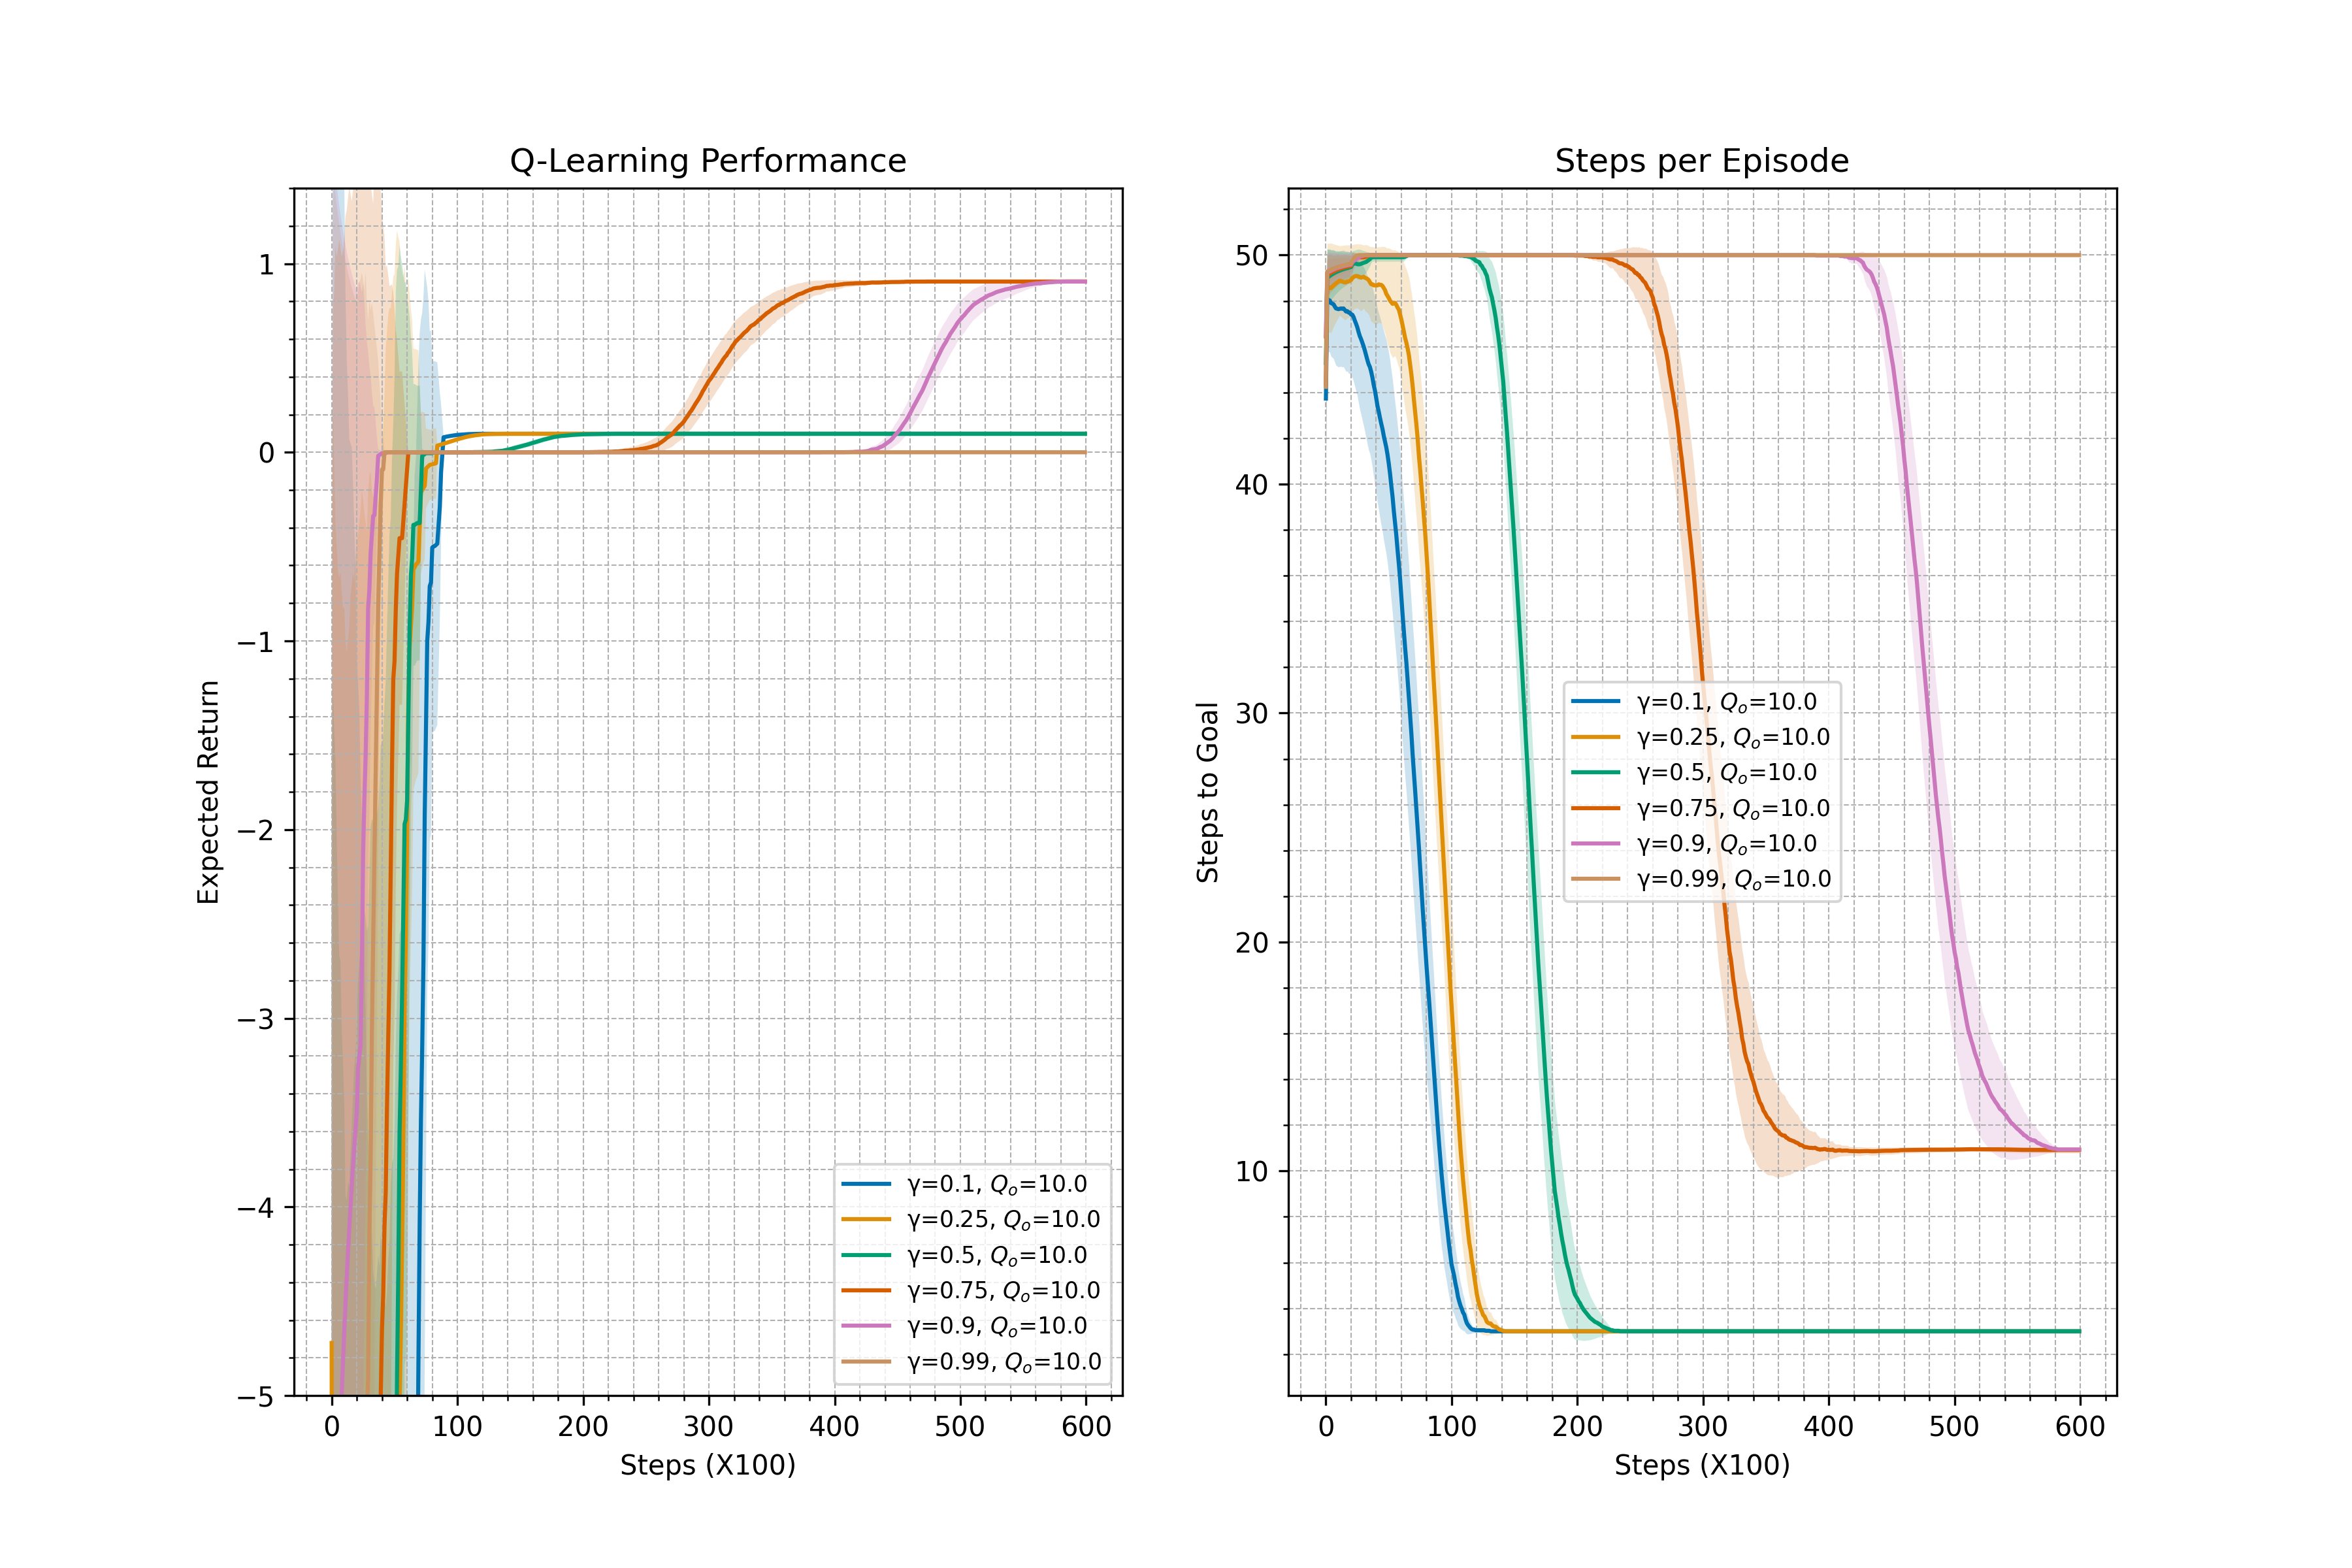 Q-Learning Performance
Expected Return
1
0
−1
−2
−3
−4
−5
0 100 200 300 400 500 600
Steps (X100)
γ=0.1, Qₒ=10.0
γ=0.25, Qₒ=10.0
γ=0.5, Qₒ=10.0
γ=0.75, Qₒ=10.0
γ=0.9, Qₒ=10.0
γ=0.99, Qₒ=10.0
Steps per Episode
Steps to Goal
50
40
30
20
10
0 100 200 300 400 500 600
Steps (X100)
γ=0.1, Qₒ=10.0
γ=0.25, Qₒ=10.0
γ=0.5, Qₒ=10.0
γ=0.75, Qₒ=10.0
γ=0.9, Qₒ=10.0
γ=0.99, Qₒ=10.0